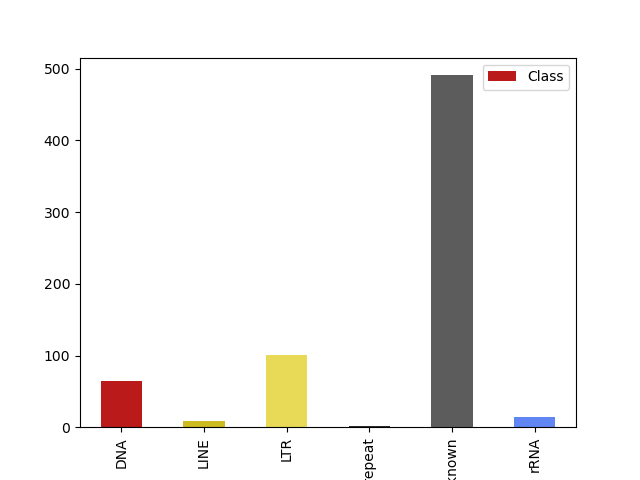 500
Class
400
300
200
100
0
DNA
LINE
LTR
repeat
known
rRNA